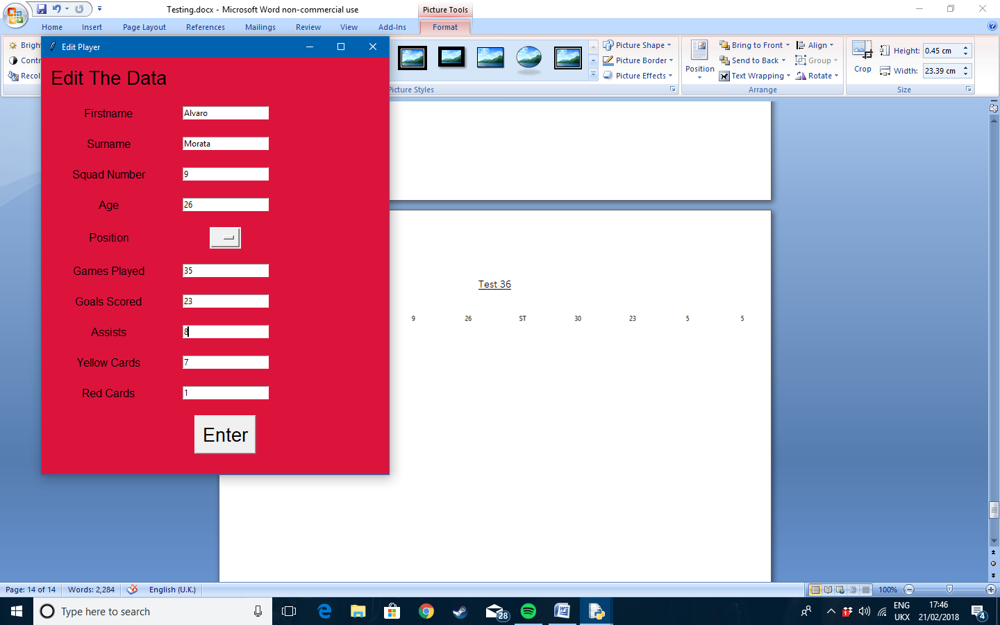 Testing.docx - Microsoft Word non-commercial use
Picture Tools
Home Insert Page Layout References Mailings Review View Add-Ins Format
Edit Player
Edit The Data
Firstname Alvaro
Surname Morata
Squad Number 9
Age 26
Position
Games Played 35
Goals Scored 23
Assists 8
Yellow Cards 7
Red Cards 1
Enter
Brigh
Contr
Recol
Picture Styles
Picture Shape
Picture Border
Picture Effects
Position
Bring to Front
Send to Back
Text Wrapping
Align
Group
Rotate
Arrange
Crop
Height: 0.45 cm
Width: 23.39 cm
Size
Test 36
9 26 ST 30 23 5 5
Page: 14 of 14 Words: 2,284 English (U.K.) 100%
Type here to search
28
ENG
UKX
17:46
21/02/2018
4